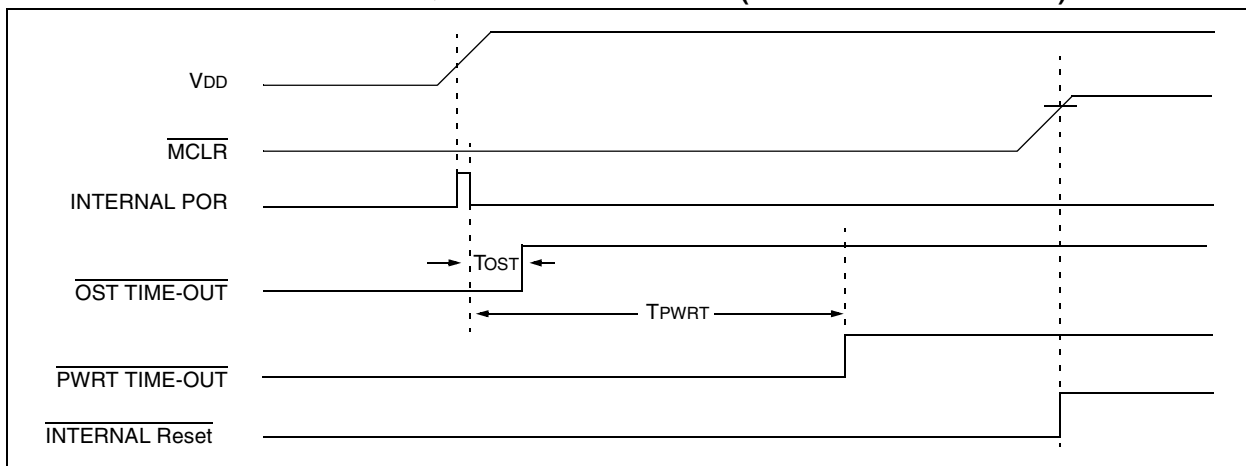 VDD
MCLR
INTERNAL POR
TOST
OST TIME-OUT
TPWRT
PWRT TIME-OUT
INTERNAL Reset